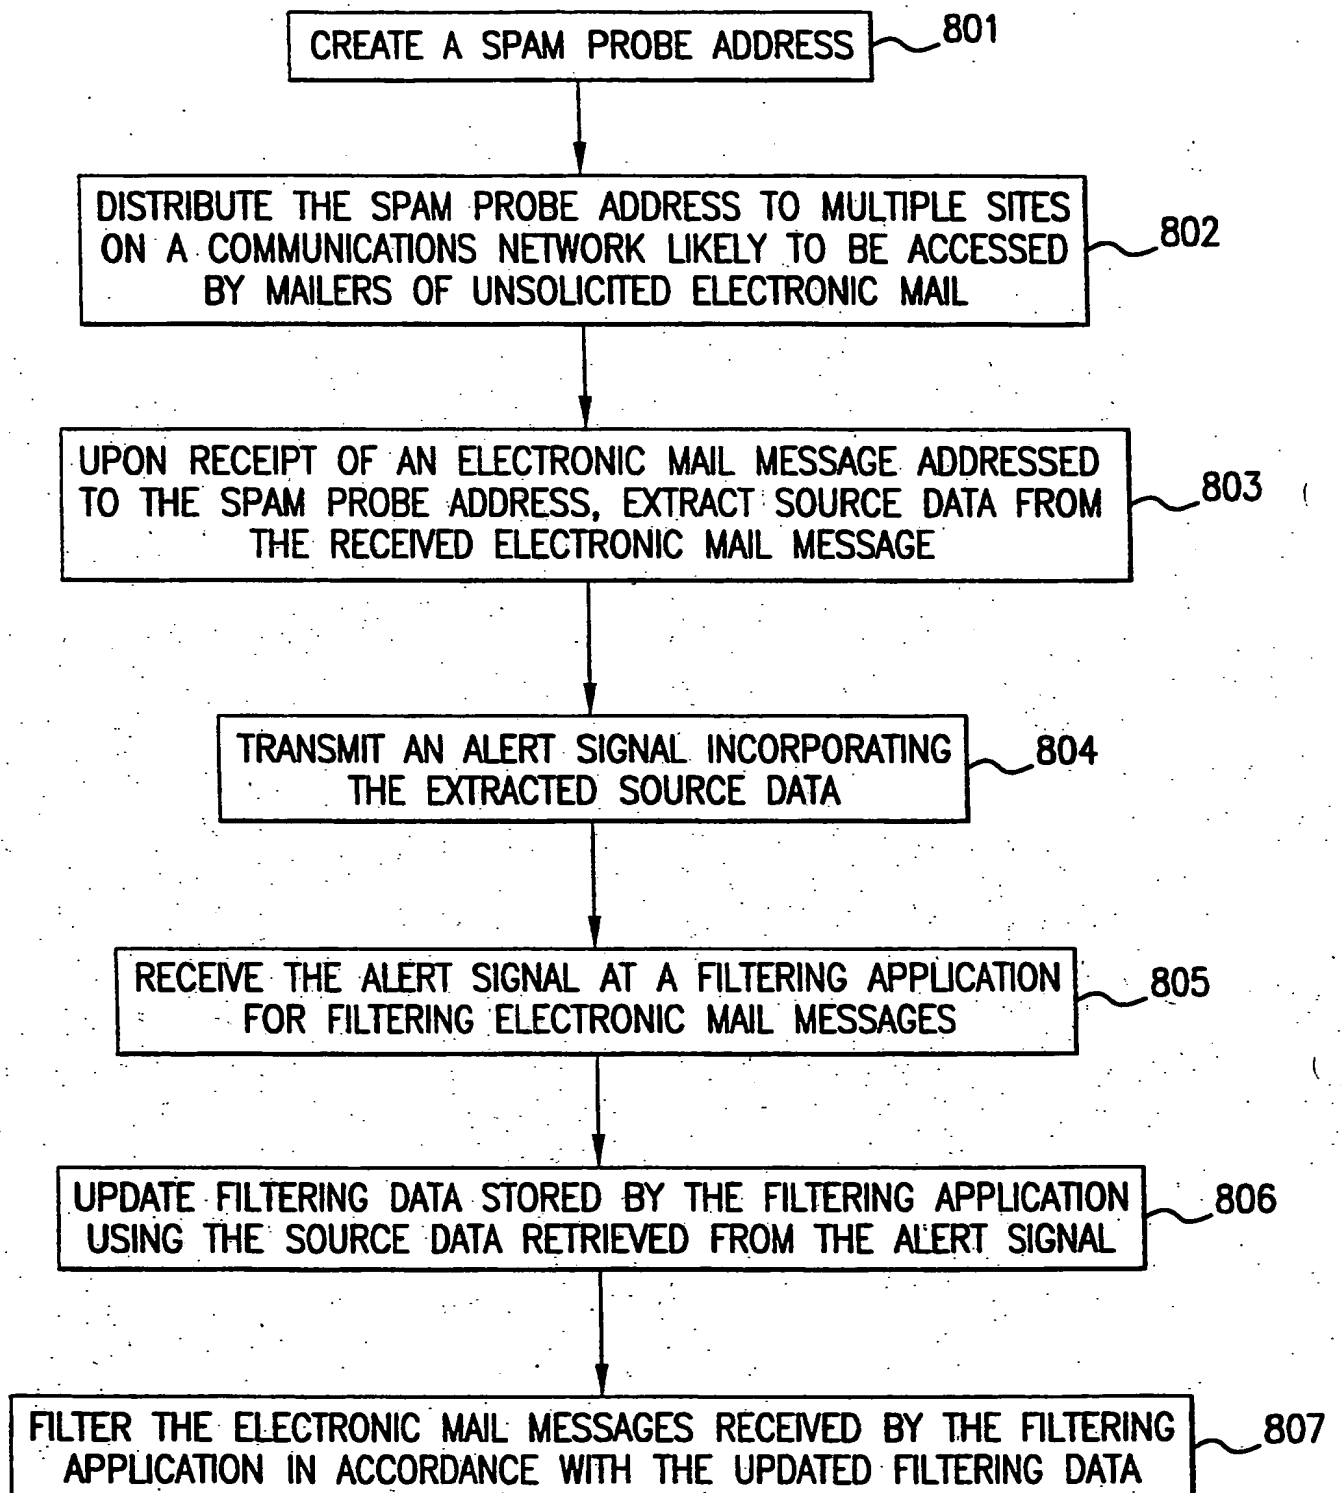 CREATE A SPAM PROBE ADDRESS
801
DISTRIBUTE THE SPAM PROBE ADDRESS TO MULTIPLE SITES
ON A COMMUNICATIONS NETWORK LIKELY TO BE ACCESSED
BY MAILERS OF UNSOLICITED ELECTRONIC MAIL
802
UPON RECEIPT OF AN ELECTRONIC MAIL MESSAGE ADDRESSED
TO THE SPAM PROBE ADDRESS, EXTRACT SOURCE DATA FROM
THE RECEIVED ELECTRONIC MAIL MESSAGE
803
TRANSMIT AN ALERT SIGNAL INCORPORATING
THE EXTRACTED SOURCE DATA
804
RECEIVE THE ALERT SIGNAL AT A FILTERING APPLICATION
FOR FILTERING ELECTRONIC MAIL MESSAGES
805
UPDATE FILTERING DATA STORED BY THE FILTERING APPLICATION
USING THE SOURCE DATA RETRIEVED FROM THE ALERT SIGNAL
806
FILTER THE ELECTRONIC MAIL MESSAGES RECEIVED BY THE FILTERING
APPLICATION IN ACCORDANCE WITH THE UPDATED FILTERING DATA
807